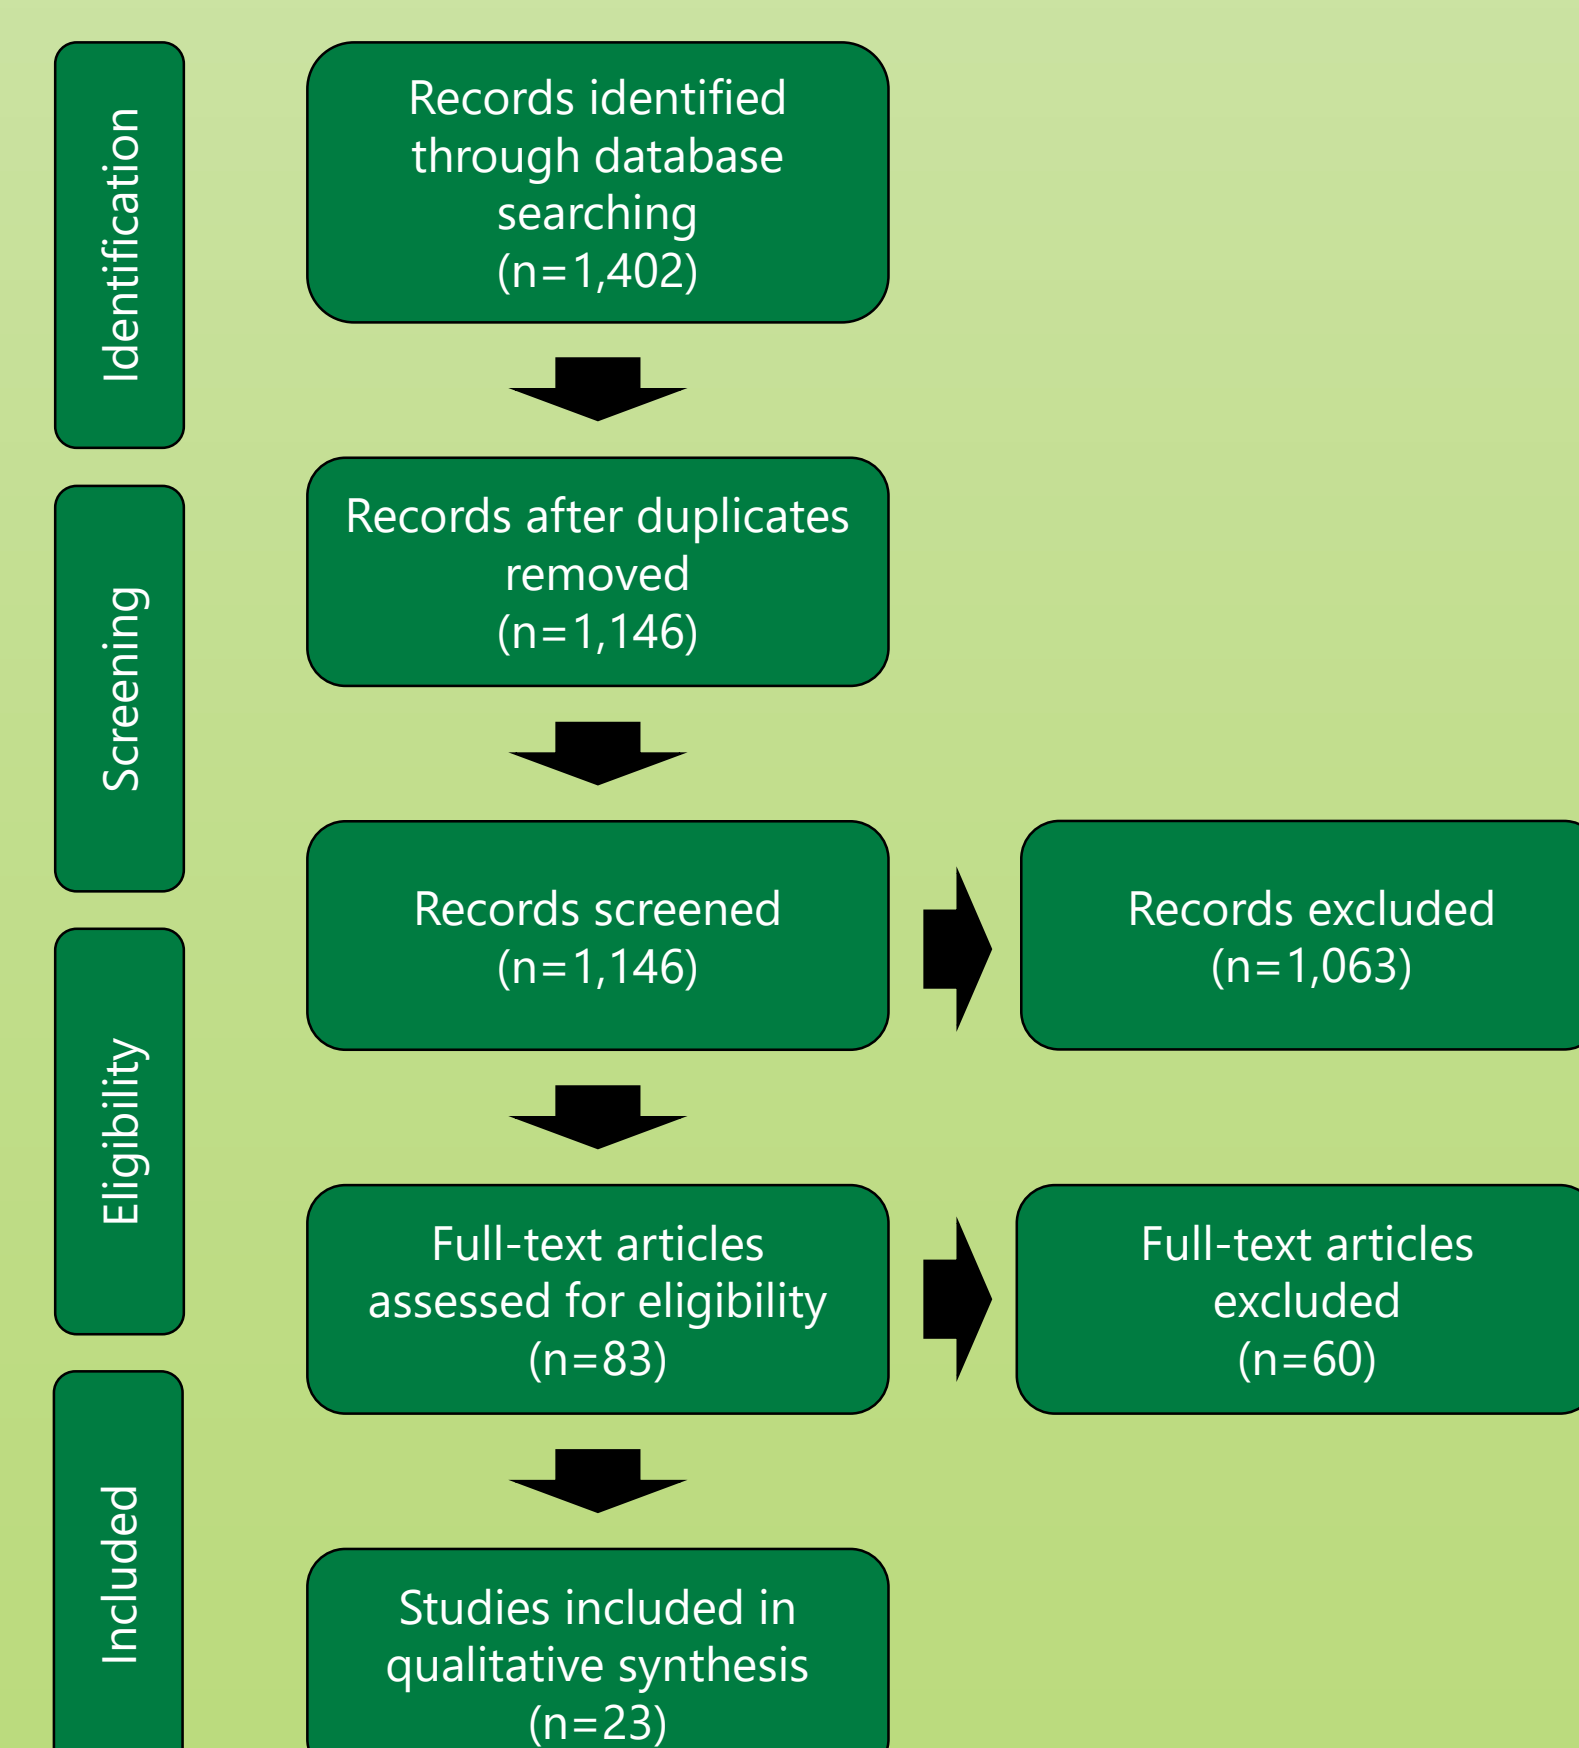 Identification
Records identified
through database
searching
(n=1,402)
Screening
Records after duplicates
removed
(n=1,146)
Records screened
(n=1,146)
Records excluded
(n=1,063)
Eligibility
Full-text articles
assessed for eligibility
(n=83)
Full-text articles
excluded
(n=60)
Included
Studies included in
qualitative synthesis
(n=23)